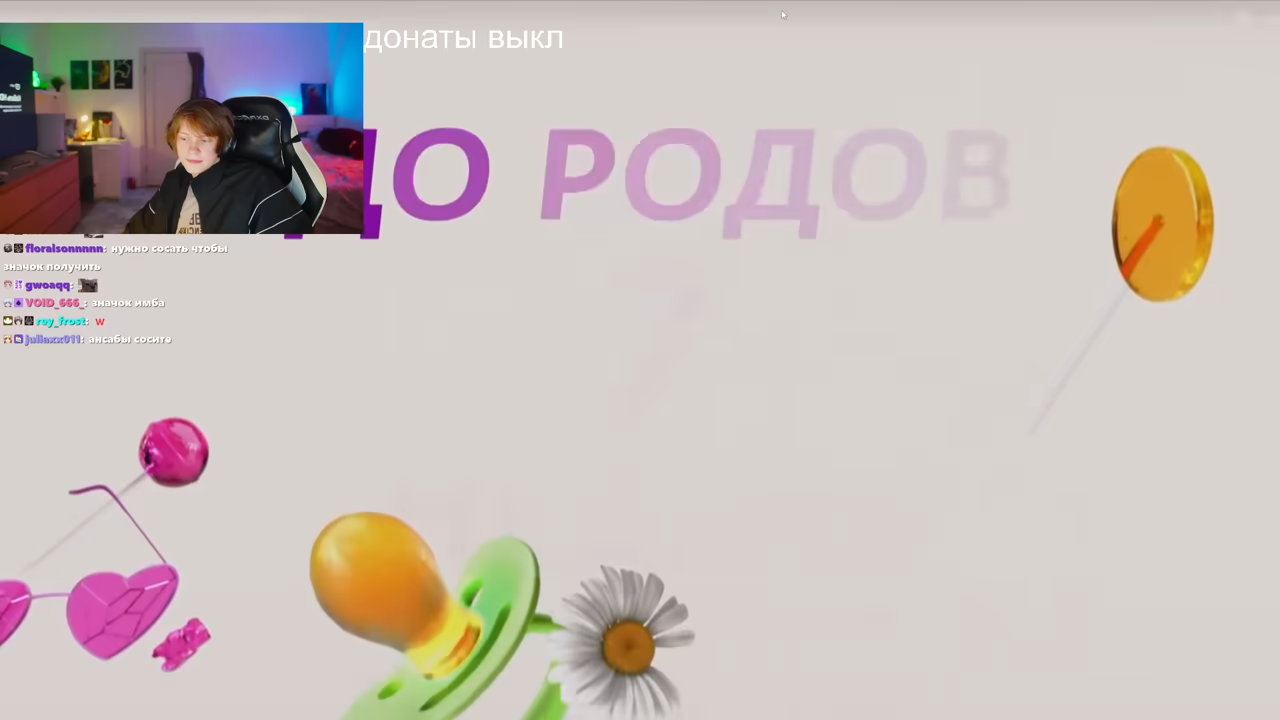 донаты выкл
ДО РОДОВ
floralsonnnnn: нужно сосать чтобы
значок получить
gwoaqq:
VOID_666_: значок имба
roy_frost: w
juliaxx011: ансабы сосите